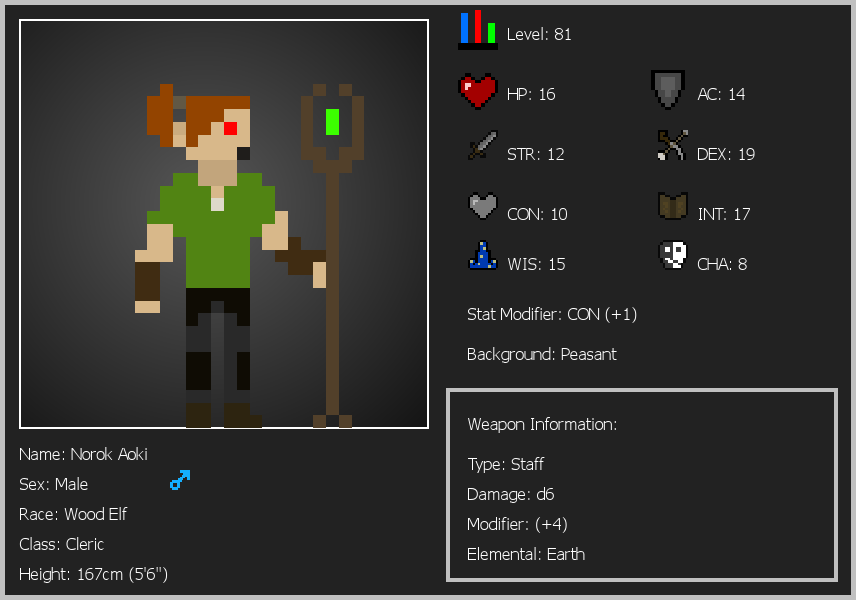 Level: 81
HP: 16
AC: 14
STR: 12
DEX: 19
CON: 10
INT: 17
WIS: 15
CHA: 8
Stat Modifier: CON (+1)
Background: Peasant
Weapon Information:
Type: Staff
Damage: d6
Modifier: (+4)
Elemental: Earth
Name: Norok Aoki
Sex: Male
Race: Wood Elf
Class: Cleric
Height: 167cm (5'6")